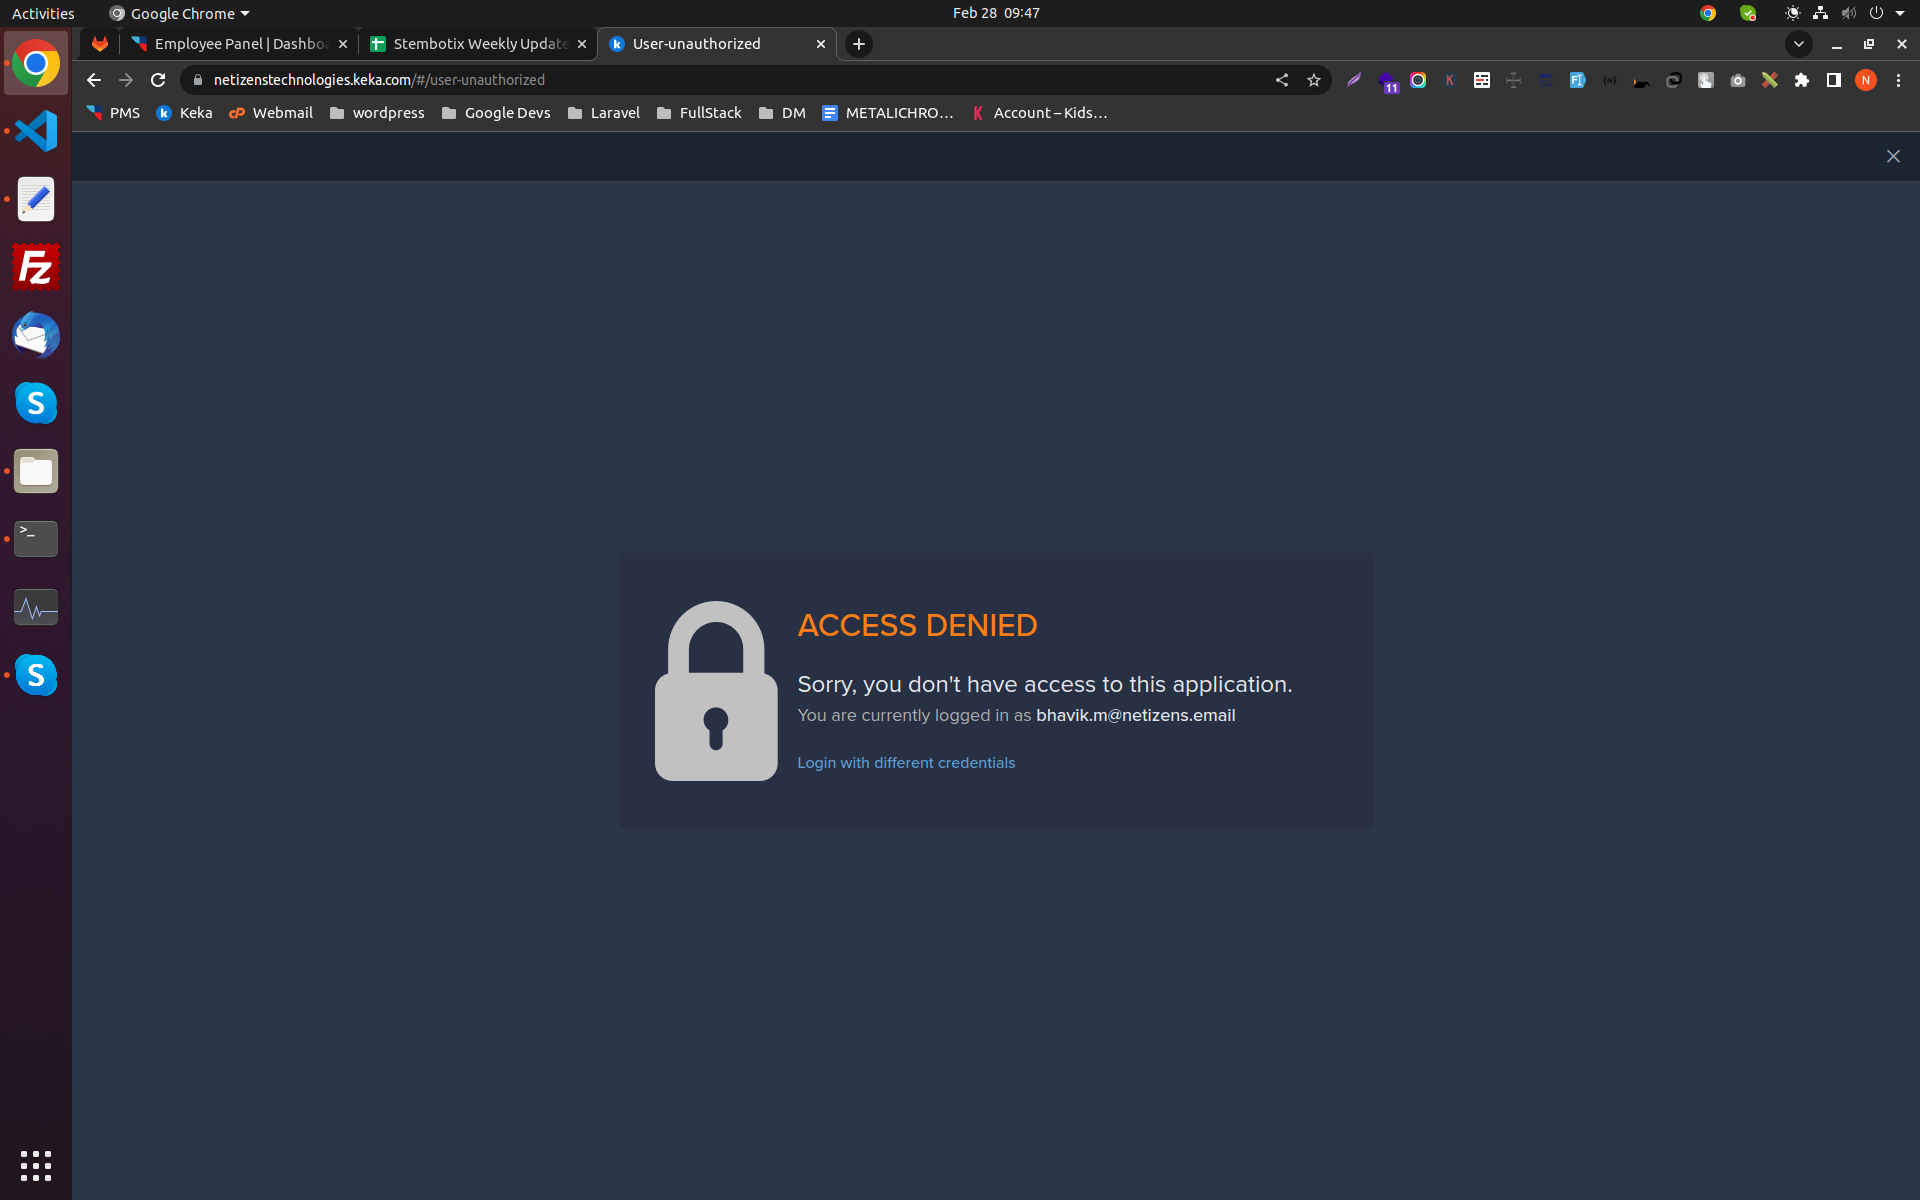 Activities
Google Chrome
Feb 28 09:47
Employee Panel | Dashbo
Stembotix Weekly Update
User-unauthorized
netizenstechnologies.keka.com/#/user-unauthorized
11
N
PMS
Keka
Webmail
wordpress
Google Devs
Laravel
FullStack
DM
METALICHRO...
Account – Kids...
ACCESS DENIED
Sorry, you don't have access to this application.
You are currently logged in as bhavik.m@netizens.email
Login with different credentials